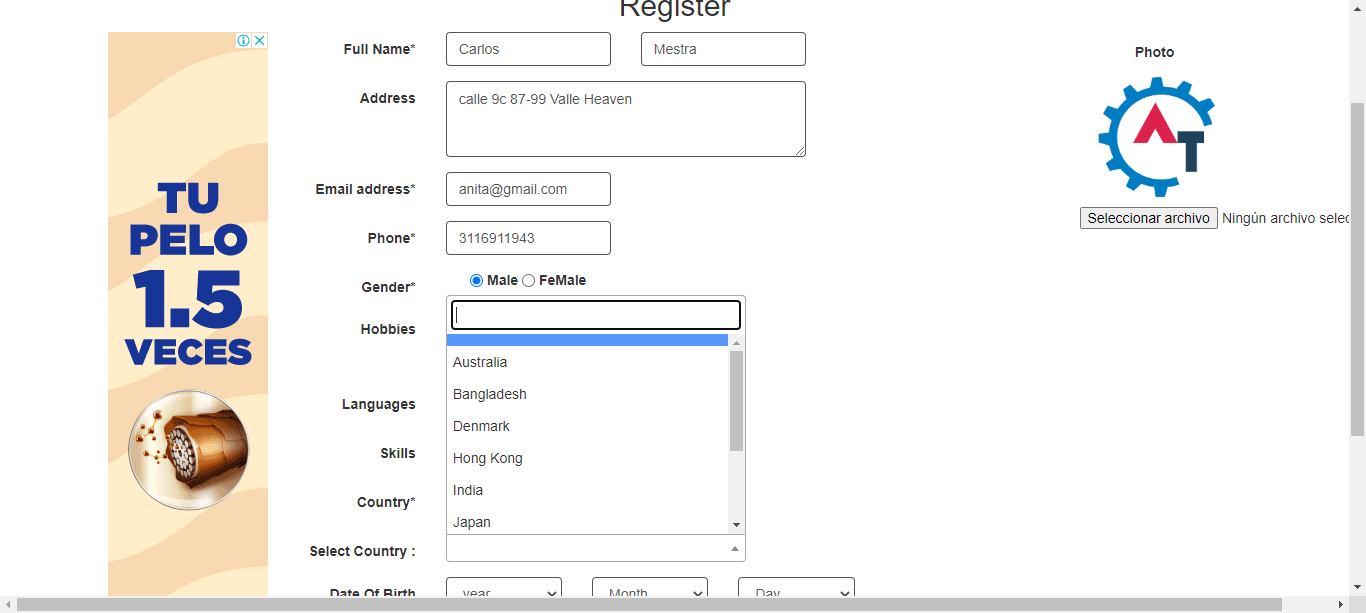 Register
TU
PELO
1.5
VECES
Full Name*
Carlos
Mestra
Photo
Address
calle 9c 87-99 Valle Heaven
AT
Email address*
anita@gmail.com
Seleccionar archivo Ningún archivo selec
Phone*
3116911943
Gender*
Male FeMale
Hobbies
Australia
Bangladesh
Languages
Denmark
Skills
Hong Kong
India
Country*
Japan
Select Country :
Date Of Birth
year
Month
Day